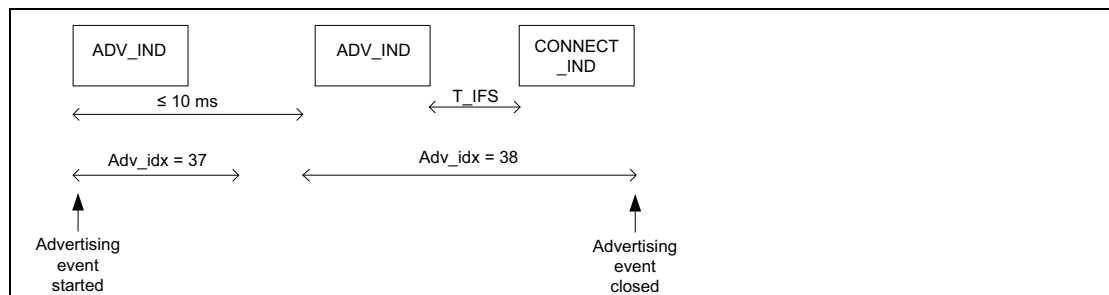 ADV_IND
ADV_IND
CONNECT
_IND
≤ 10 ms
T_IFS
Adv_idx = 37
Adv_idx = 38
Advertising
event
started
Advertising
event
closed